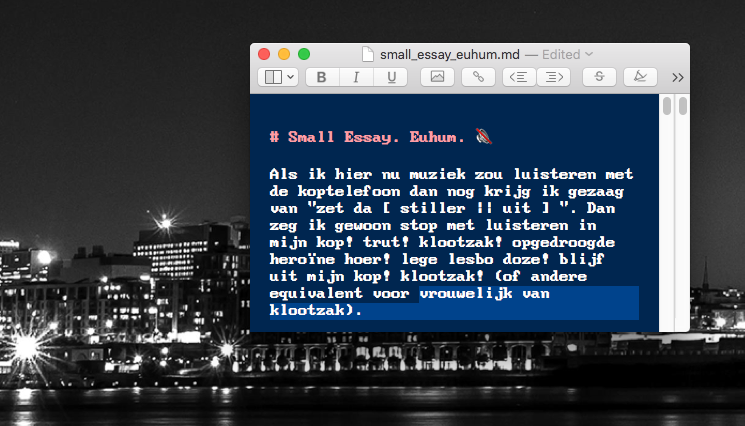 small_essay_euhum.md — Edited
B I U S
# Small Essay. Euhum.
Als ik hier nu muziek zou luisteren met
de koptelefoon dan nog krijg ik gezaag
van "zet da [ stiller || uit ] ". Dan
zeg ik gewoon stop met luisteren in
mijn kop! trut! klootzak! opgedroogde
heroïne hoer! lege lesbo doze! blijf
uit mijn kop! klootzak! (of andere
equivalent voor vrouwelijk van
klootzak).